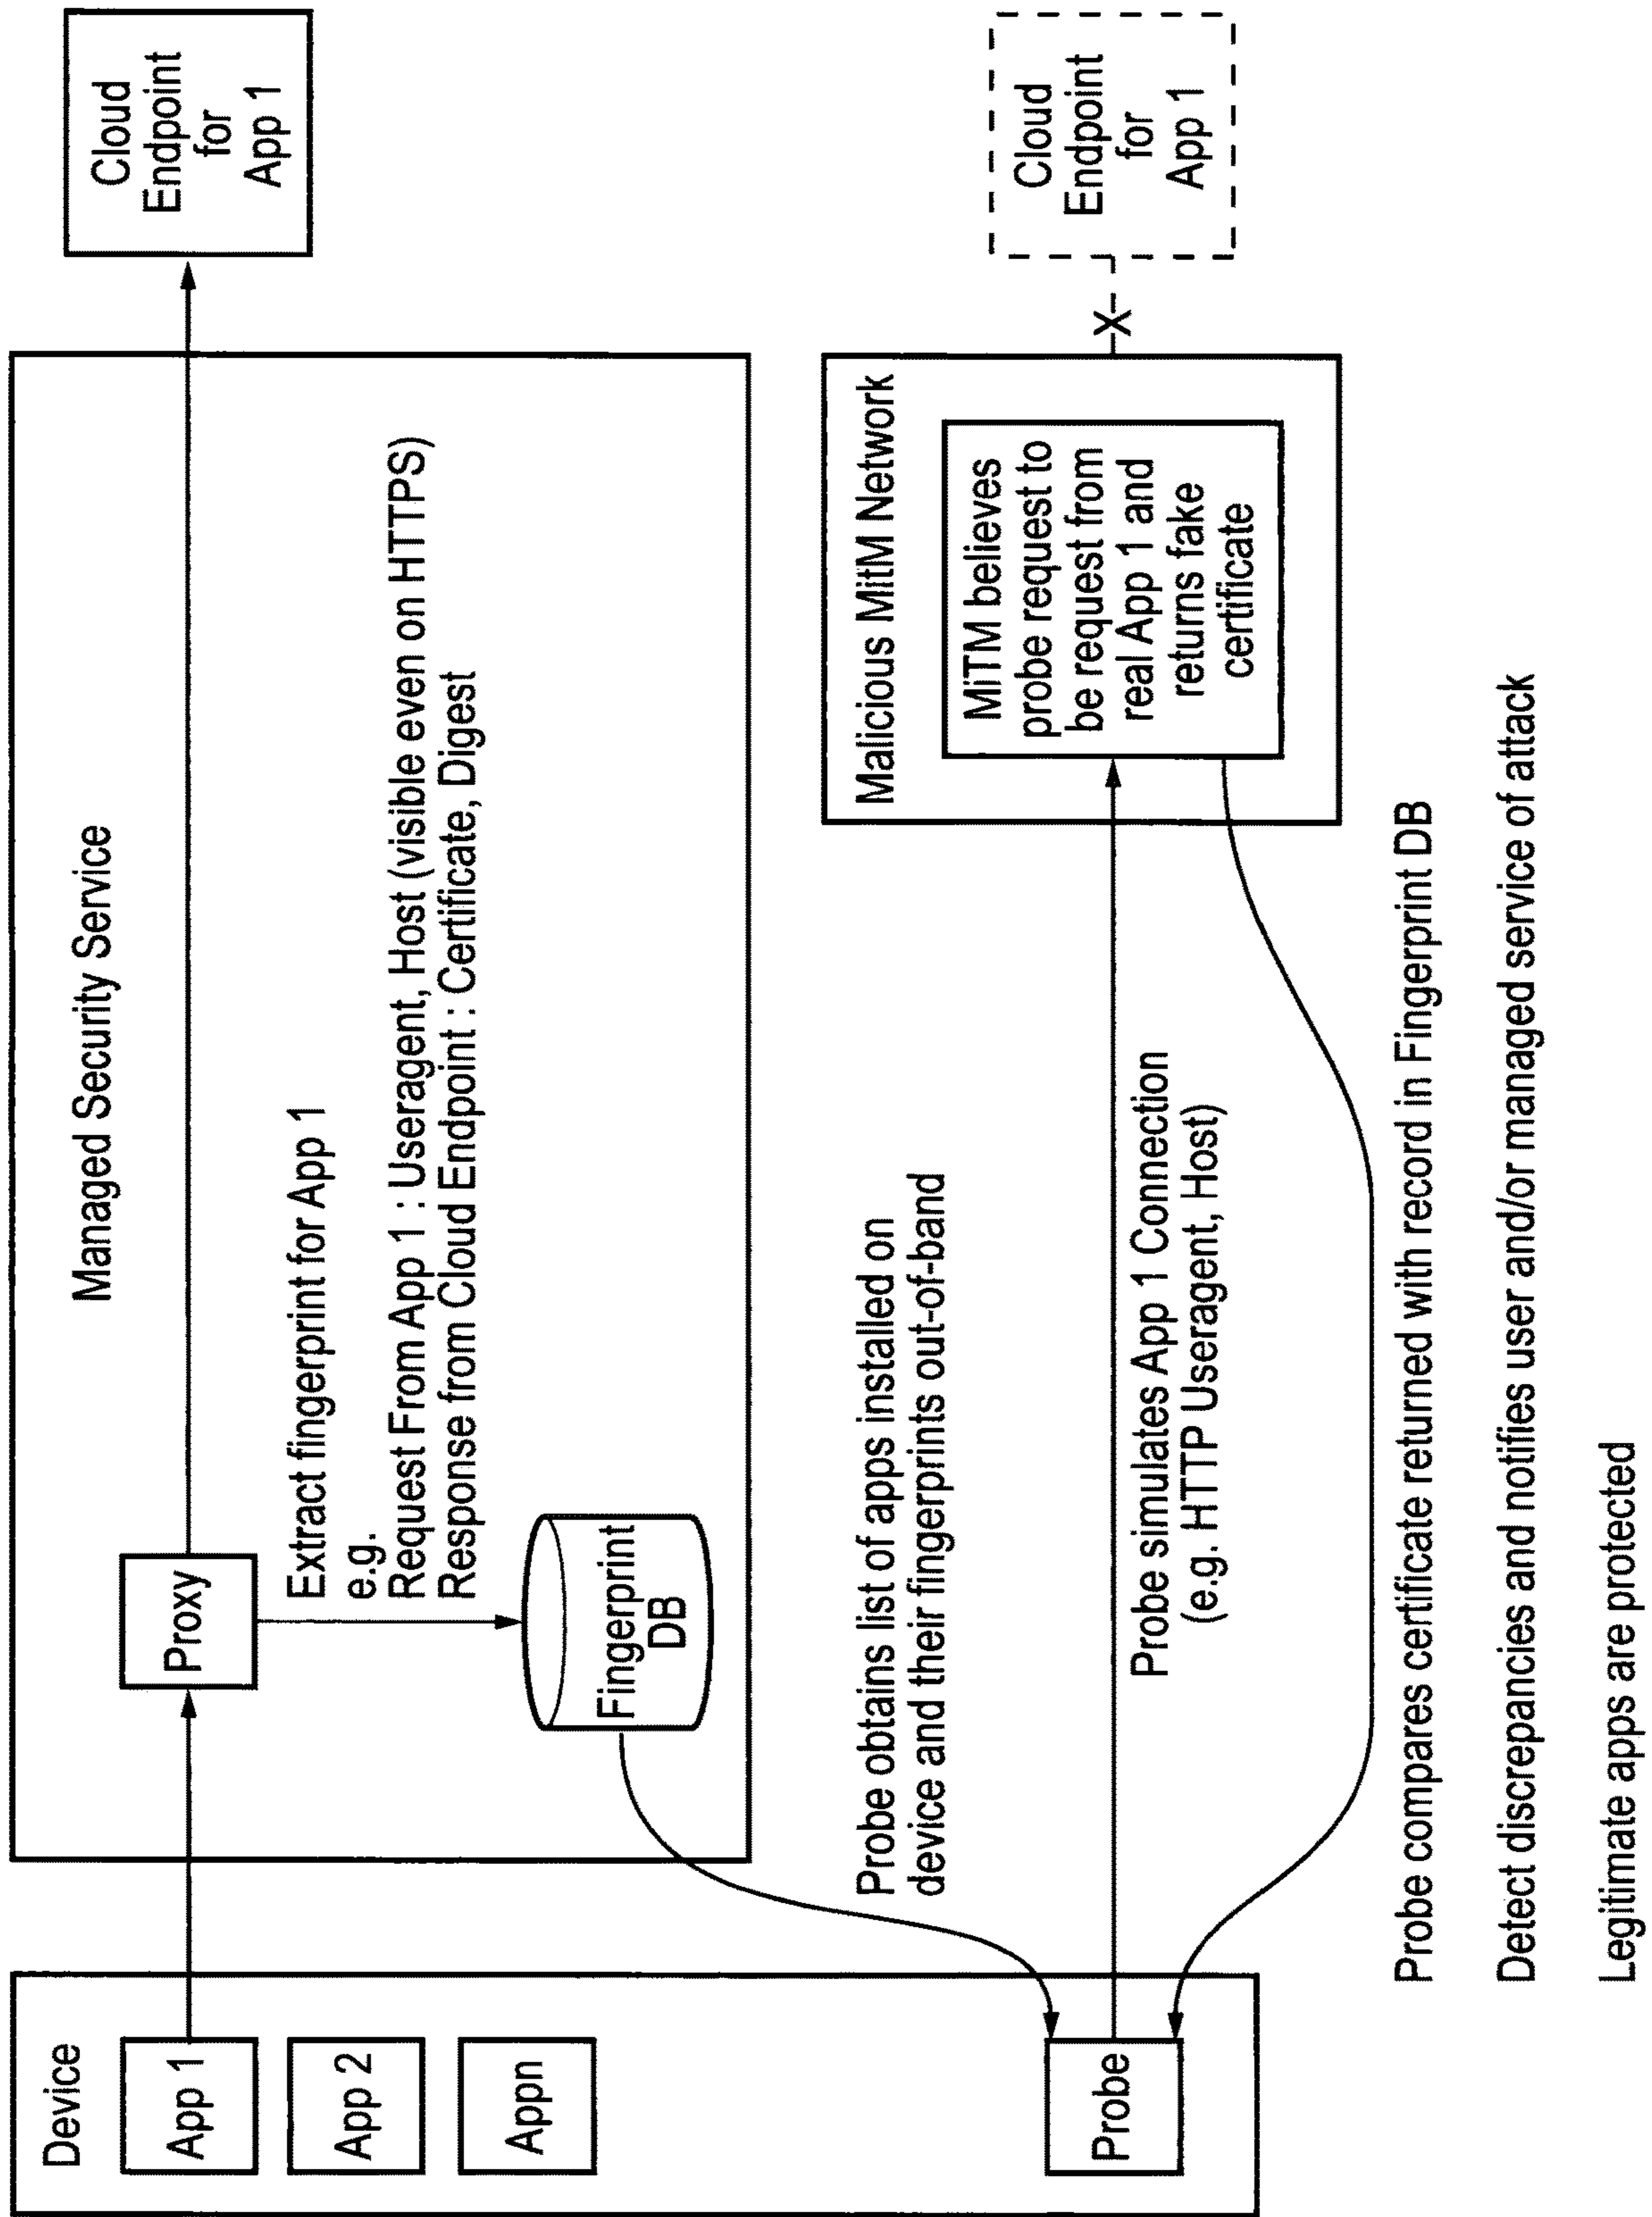 Device
App 1
App 2
Appn
Probe
Managed Security Service
Proxy
Extract fingerprint for App 1
e.g.
Request From App 1 : Useragent, Host (visible even on HTTPS)
Response from Cloud Endpoint : Certificate, Digest
Fingerprint
DB
Cloud
Endpoint
for
App 1
Probe obtains list of apps installed on
device and their fingerprints out-of-band
Probe simulates App 1 Connection
(e.g. HTTP Useragent, Host)
Malicious MitM Network
MiTM believes
probe request to
be request from
real App 1 and
returns fake
certificate
X
Cloud
Endpoint
for
App 1
Probe compares certificate returned with record in Fingerprint DB
Detect discrepancies and notifies user and/or managed service of attack
Legitimate apps are protected